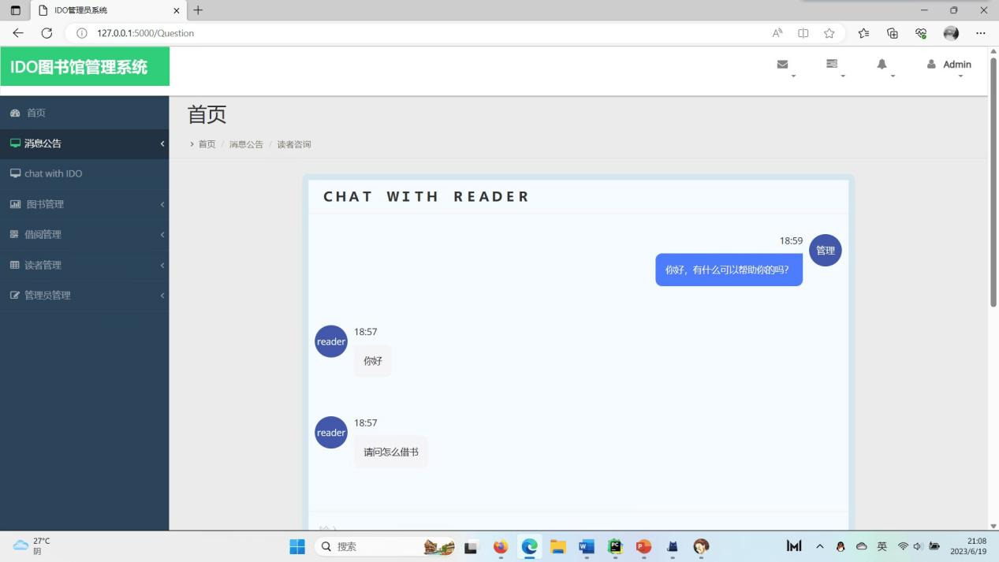 IDO管理员系统
127.0.0.1:5000/Question
IDO图书馆管理系统
Admin
首页
消息公告
chat with IDO
图书管理
借阅管理
读者管理
管理员管理
首页
首页 / 消息公告 / 读者咨询
CHAT WITH READER
18:59
管理
你好，有什么可以帮助你的吗?
reader
18:57
你好
reader
18:57
请问怎么借书
27°C
阴
搜索
英
21:08
2023/6/19